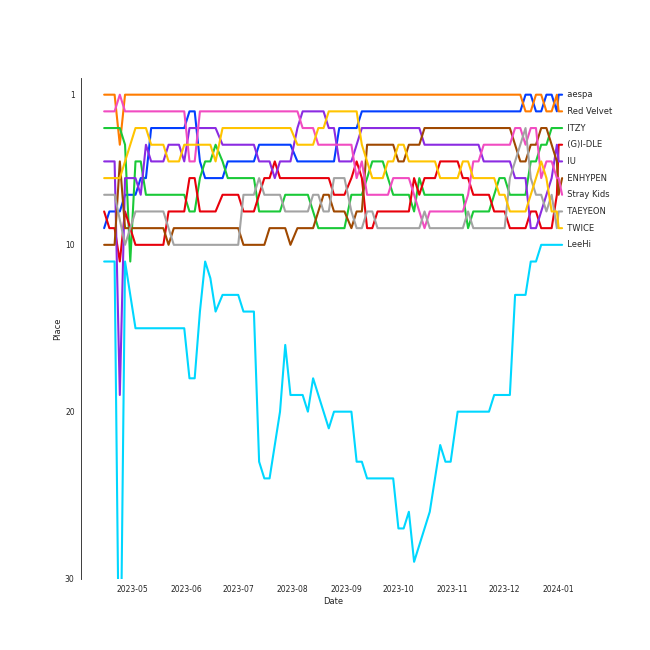 1
10
20
30
Place
aespa
Red Velvet
ITZY
(G)I-DLE
IU
ENHYPEN
Stray Kids
TAEYEON
TWICE
LeeHi
2023-05
2023-06
2023-07
2023-08
2023-09
2023-10
2023-11
2023-12
2024-01
Date